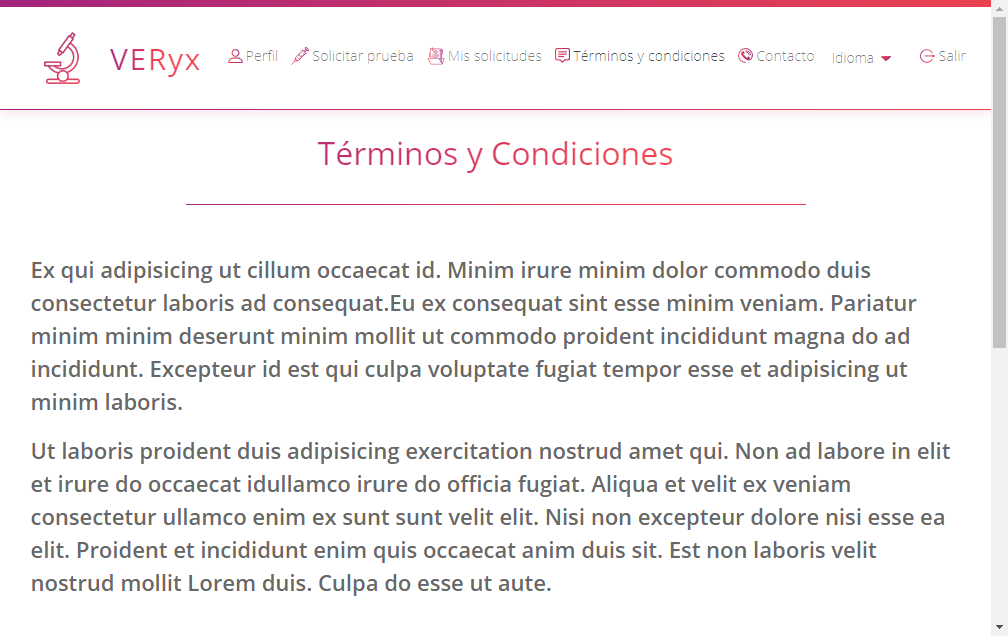 VERyx Perfil Solicitar prueba Mis solicitudes Términos y condiciones Contacto Idioma Salir
Términos y Condiciones
Ex qui adipisicing ut cillum occaecat id. Minim irure minim dolor commodo duis
consectetur laboris ad consequat.Eu ex consequat sint esse minim veniam. Pariatur
minim minim deserunt minim mollit ut commodo proident incididunt magna do ad
incididunt. Excepteur id est qui culpa voluptate fugiat tempor esse et adipisicing ut
minim laboris.
Ut laboris proident duis adipisicing exercitation nostrud amet qui. Non ad labore in elit
et irure do occaecat idullamco irure do officia fugiat. Aliqua et velit ex veniam
consectetur ullamco enim ex sunt sunt velit elit. Nisi non excepteur dolore nisi esse ea
elit. Proident et incididunt enim quis occaecat anim duis sit. Est non laboris velit
nostrud mollit Lorem duis. Culpa do esse ut aute.